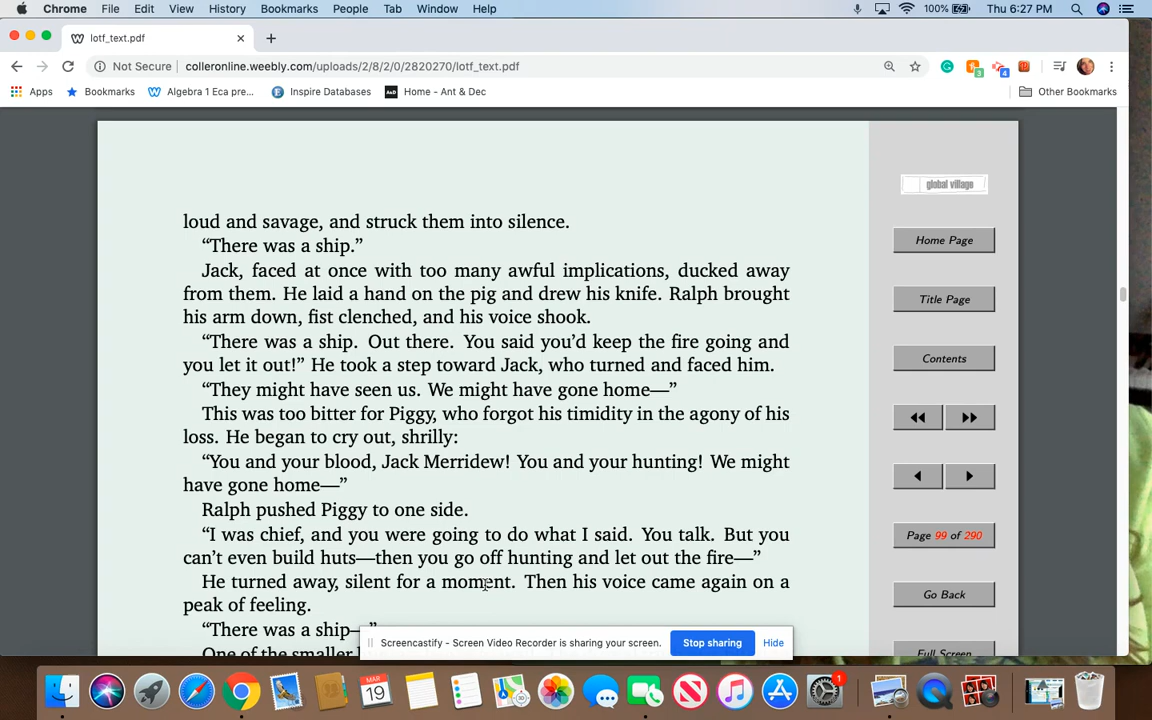 Chrome File Edit View History Bookmarks People Tab Window Help 100% Thu 6:27 PM
lotf_text.pdf
Not Secure colleronline.weebly.com/uploads/2/8/2/0/2820270/lotf_text.pdf 3 4
Apps Bookmarks Algebra 1 Eca pre... Inspire Databases A&D Home - Ant & Dec Other Bookmarks
loud and savage, and struck them into silence.
“There was a ship.”
Jack, faced at once with too many awful implications, ducked away
from them. He laid a hand on the pig and drew his knife. Ralph brought
his arm down, fist clenched, and his voice shook.
“There was a ship. Out there. You said you’d keep the fire going and
you let it out!” He took a step toward Jack, who turned and faced him.
“They might have seen us. We might have gone home—”
This was too bitter for Piggy, who forgot his timidity in the agony of his
loss. He began to cry out, shrilly:
“You and your blood, Jack Merridew! You and your hunting! We might
have gone home—”
Ralph pushed Piggy to one side.
“I was chief, and you were going to do what I said. You talk. But you
can’t even build huts—then you go off hunting and let out the fire—”
He turned away, silent for a moment. Then his voice came again on a
peak of feeling.
“There was a ship—”
One of the smaller
global village
Home Page
Title Page
Contents
Page 99 of 290
Go Back
Full Screen
Screencastify - Screen Video Recorder is sharing your screen. Stop sharing Hide
MAR
19
1